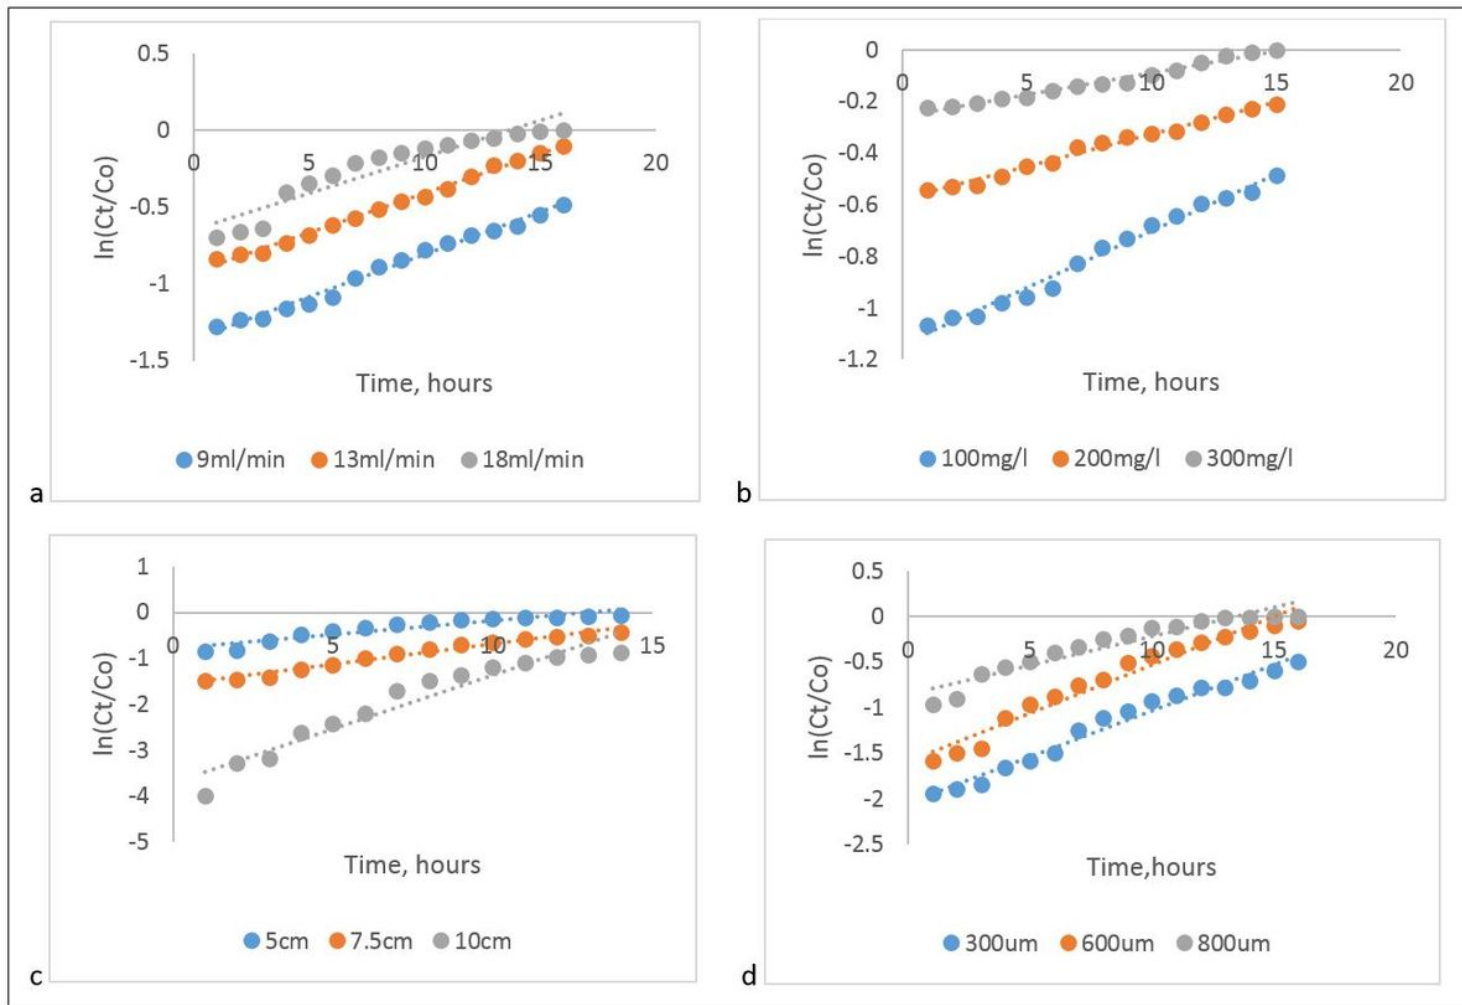 0.5
0
0 5 10 15 20
-0.5
-1
-1.5
ln(Ct/Co)
Time, hours
9ml/min 13ml/min 18ml/min
a
0
0 5 10 15 20
-0.2
-0.4
-0.6
-0.8
-1
-1.2
ln(Ct/Co)
Time, hours
100mg/l 200mg/l 300mg/l
b
1
0
0 5 10 15
-1
-2
-3
-4
-5
ln(Ct/Co)
Time, hours
5cm 7.5cm 10cm
c
0.5
0
0 5 10 15 20
-0.5
-1
-1.5
-2
-2.5
ln(Ct/Co)
Time,hours
300um 600um 800um
d